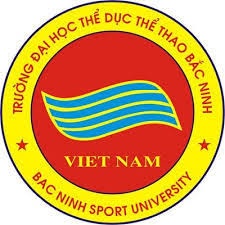 TRƯỜNG ĐẠI HỌC THỂ DỤC THỂ THAO BẮC NINH
VIET NAM
BAC NINH SPORT UNIVERSITY